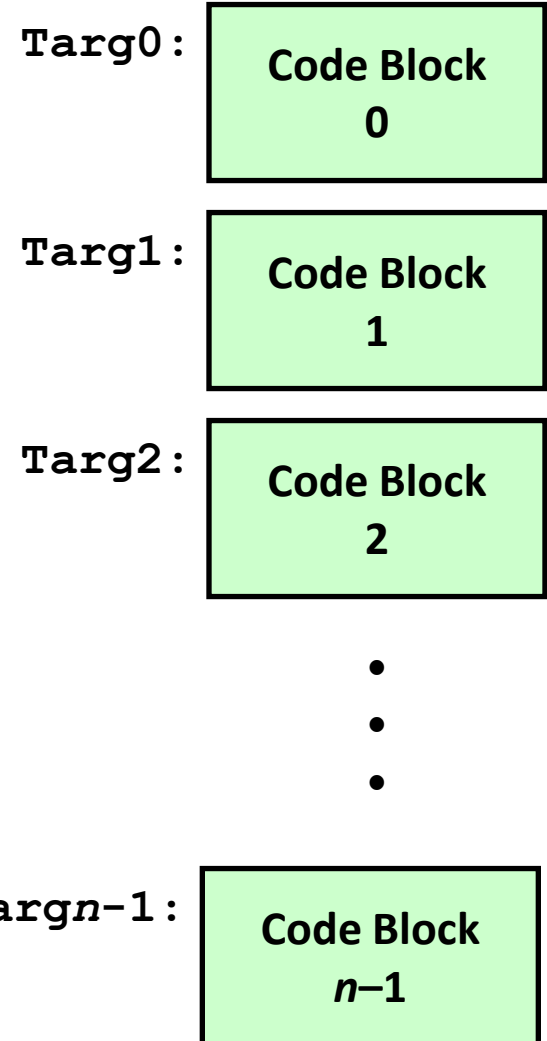 Targ0:
Code Block
0
Targ1:
Code Block
1
Targ2:
Code Block
2
•
•
•
argn-1:
Code Block
n–1